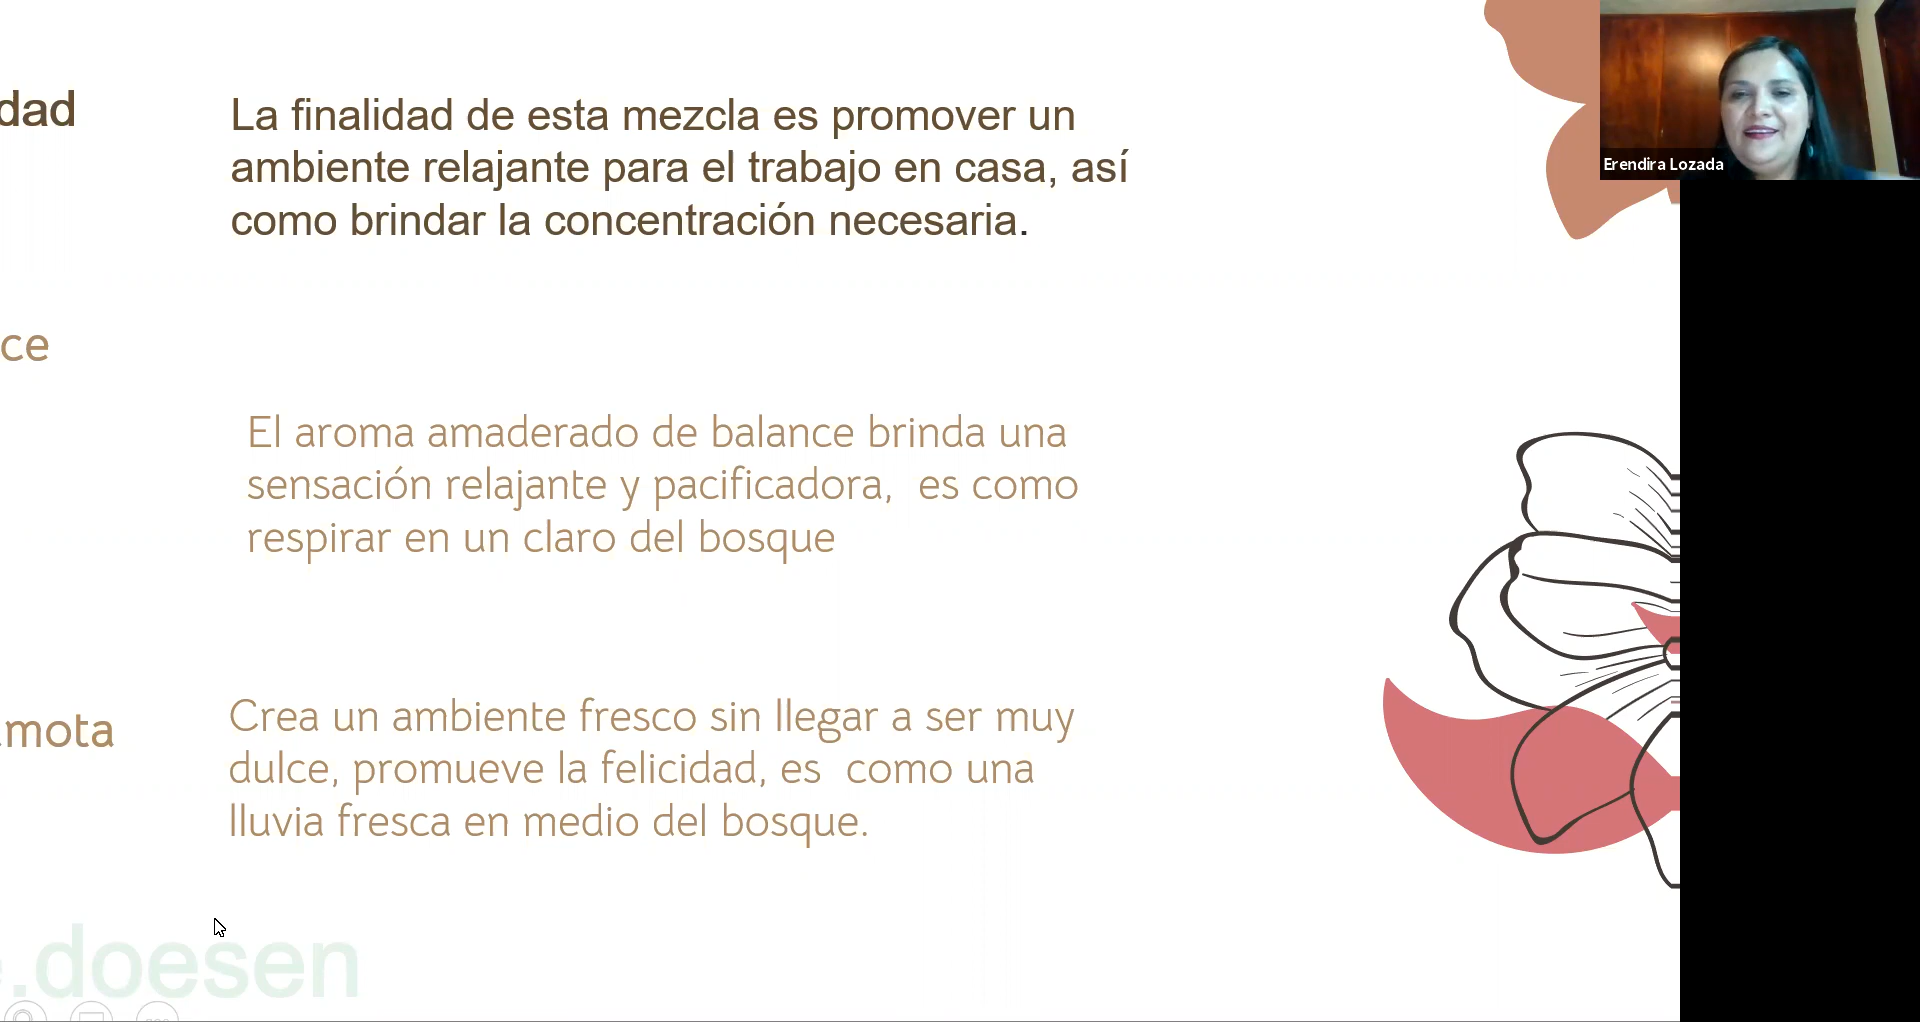 dad
La finalidad de esta mezcla es promover un
ambiente relajante para el trabajo en casa, así
como brindar la concentración necesaria.
Erendira Lozada
ce
El aroma amaderado de balance brinda una
sensación relajante y pacificadora,  es como
respirar en un claro del bosque
mota
Crea un ambiente fresco sin llegar a ser muy
dulce, promueve la felicidad, es  como una
lluvia fresca en medio del bosque.
.doesen